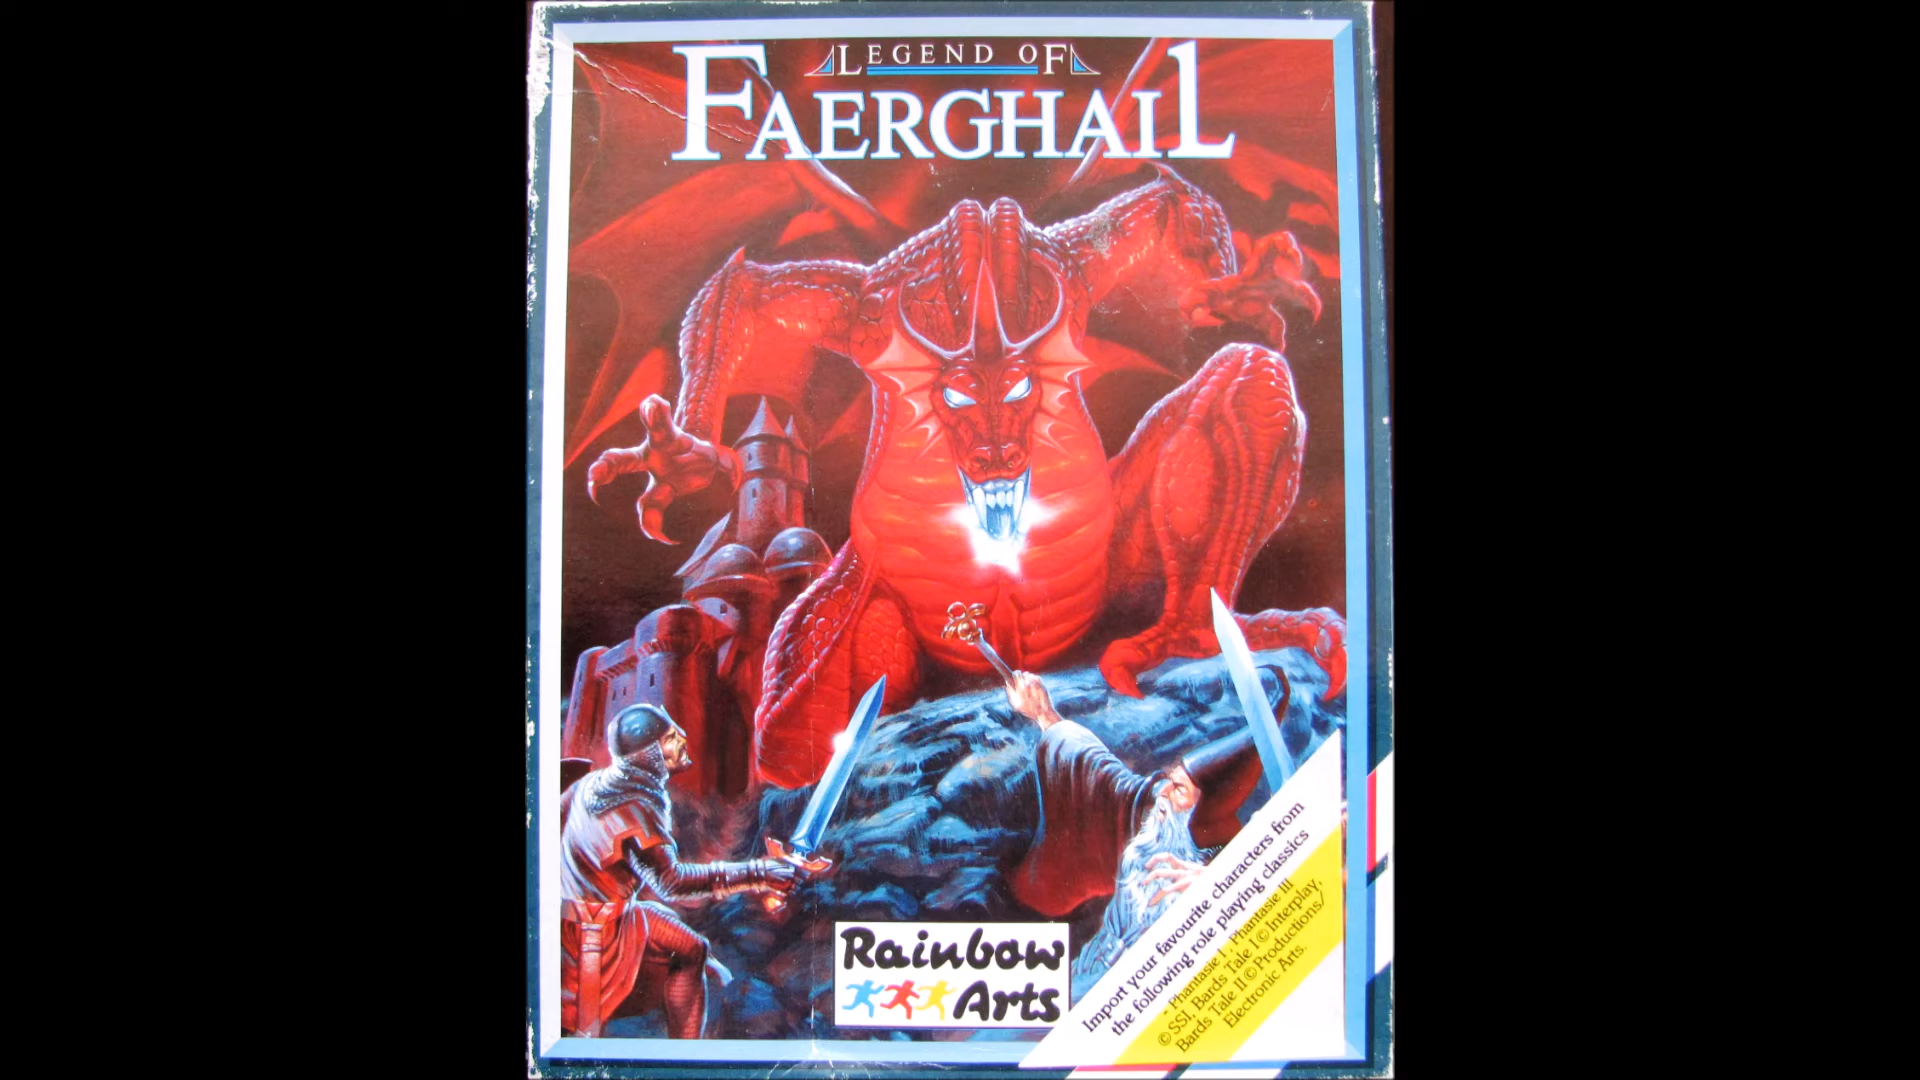 LEGEND OF
FAERGHAIL
Import your favourite characters from
the following role playing classics
- Phantasie I - Phantasie III
© SSI, Bards Tale I © Interplay,
Bards Tale II © Productions/
Electronic Arts.
Rainbow
Arts